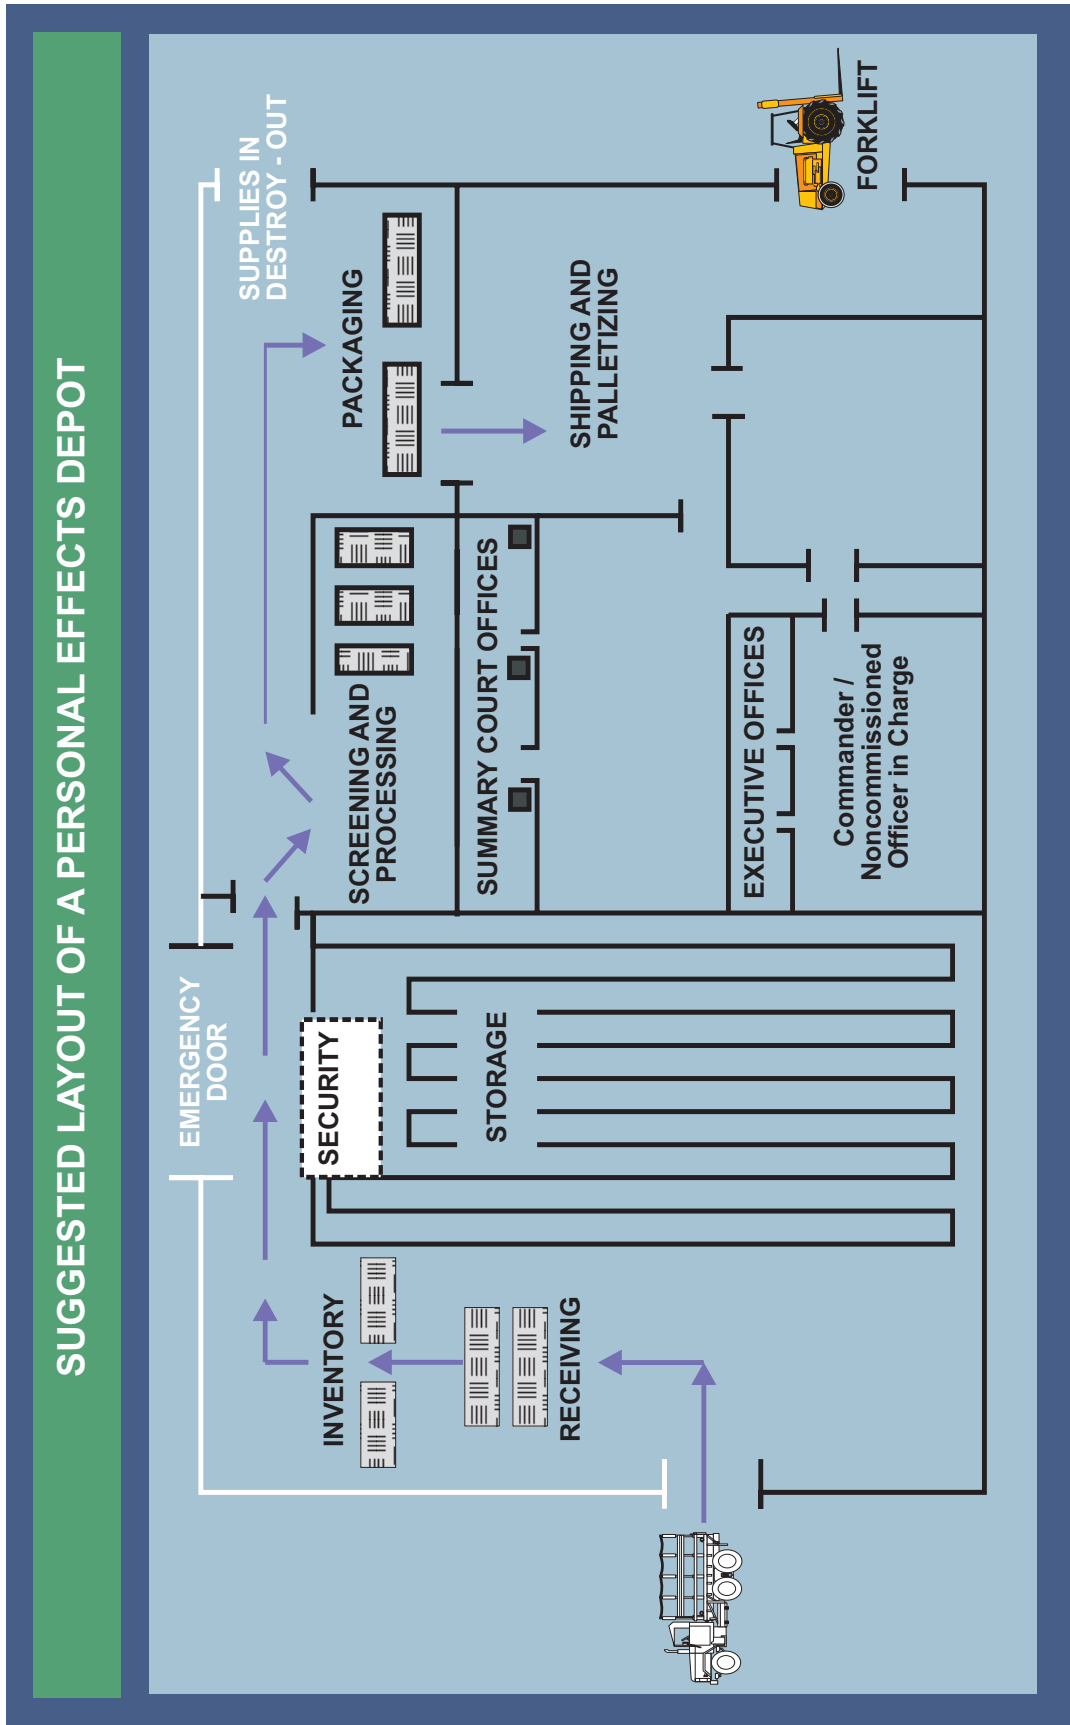 SUGGESTED LAYOUT OF A PERSONAL EFFECTS DEPOT
EMERGENCY
DOOR
SUPPLIES IN
DESTROY - OUT
INVENTORY
SECURITY
SCREENING AND
PROCESSING
PACKAGING
RECEIVING
STORAGE
SUMMARY COURT OFFICES
SHIPPING AND
PALLETIZING
EXECUTIVE OFFICES
Commander /
Noncommissioned
Officer in Charge
FORKLIFT